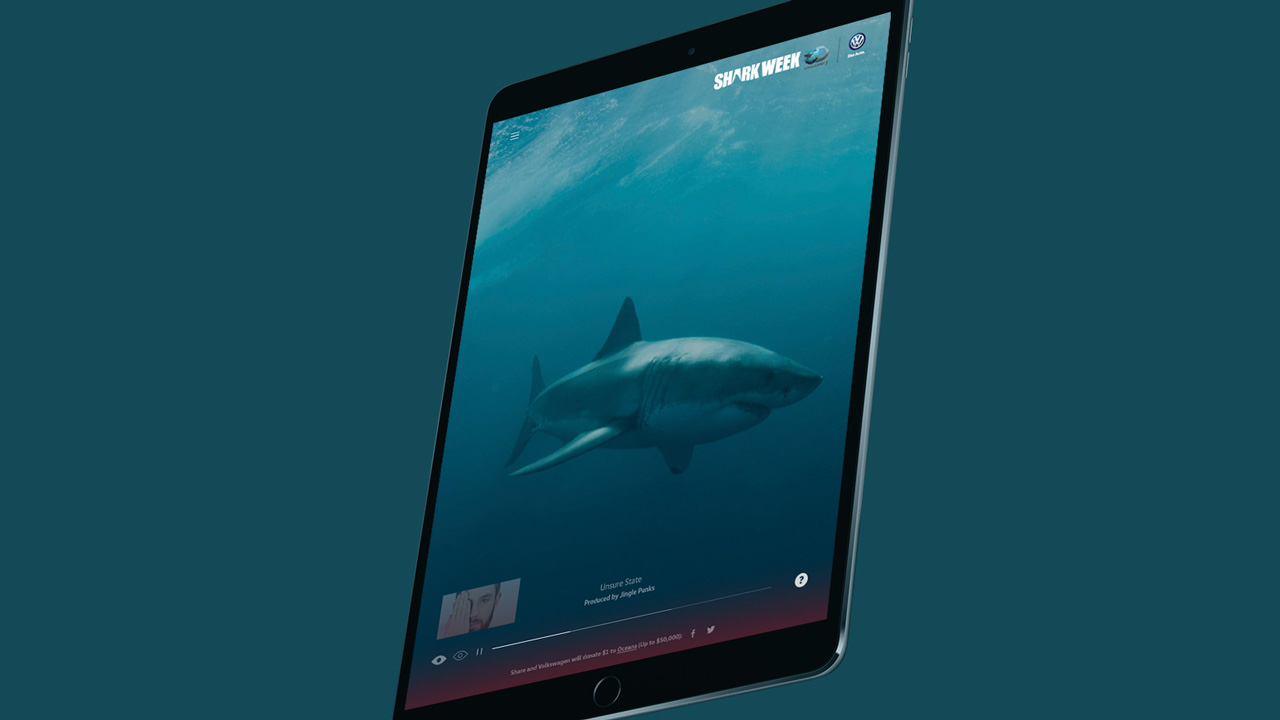 SHARK WEEK
Unsure State
Produced by Jingle Punks
?
Share and Volkswagen will donate $1 to Oceana (Up to $50,000):